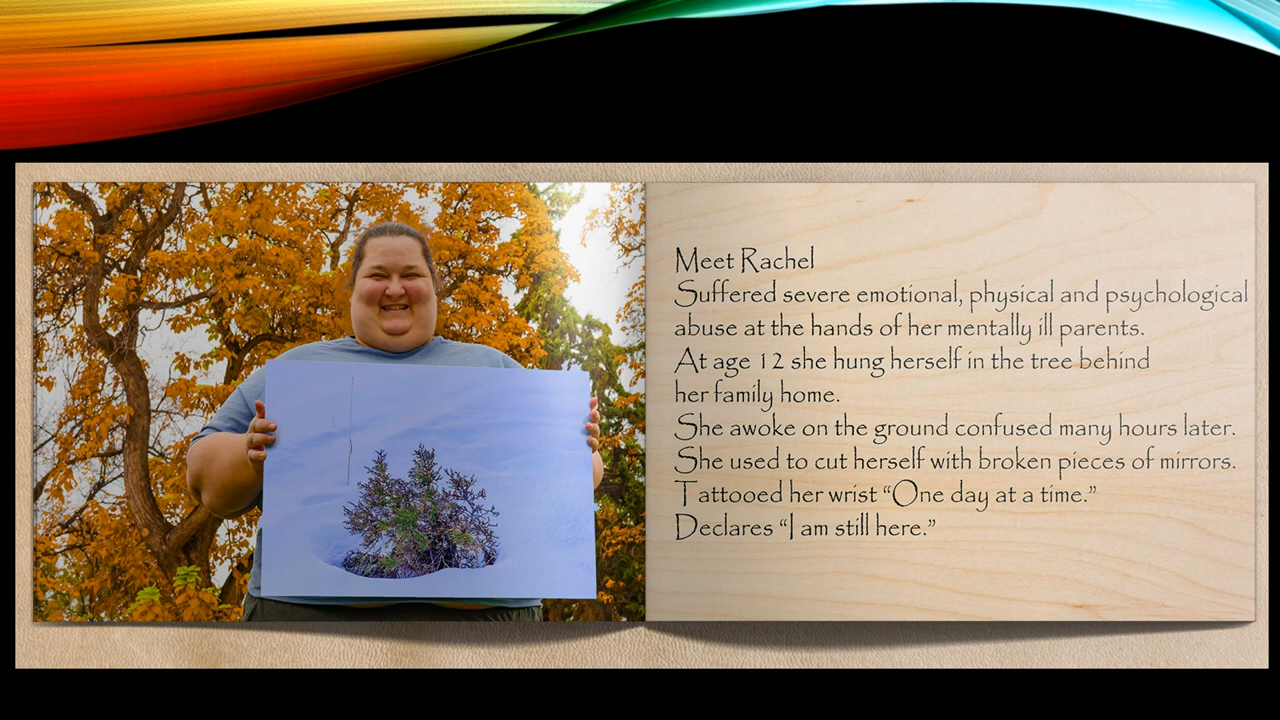 Meet Rachel
Suffered severe emotional, physical and psychological
abuse at the hands of her mentally ill parents.
At age 12 she hung herself in the tree behind
her family home.
She awoke on the ground confused many hours later.
She used to cut herself with broken pieces of mirrors.
Tattooed her wrist “One day at a time.”
Declares “I am still here.”